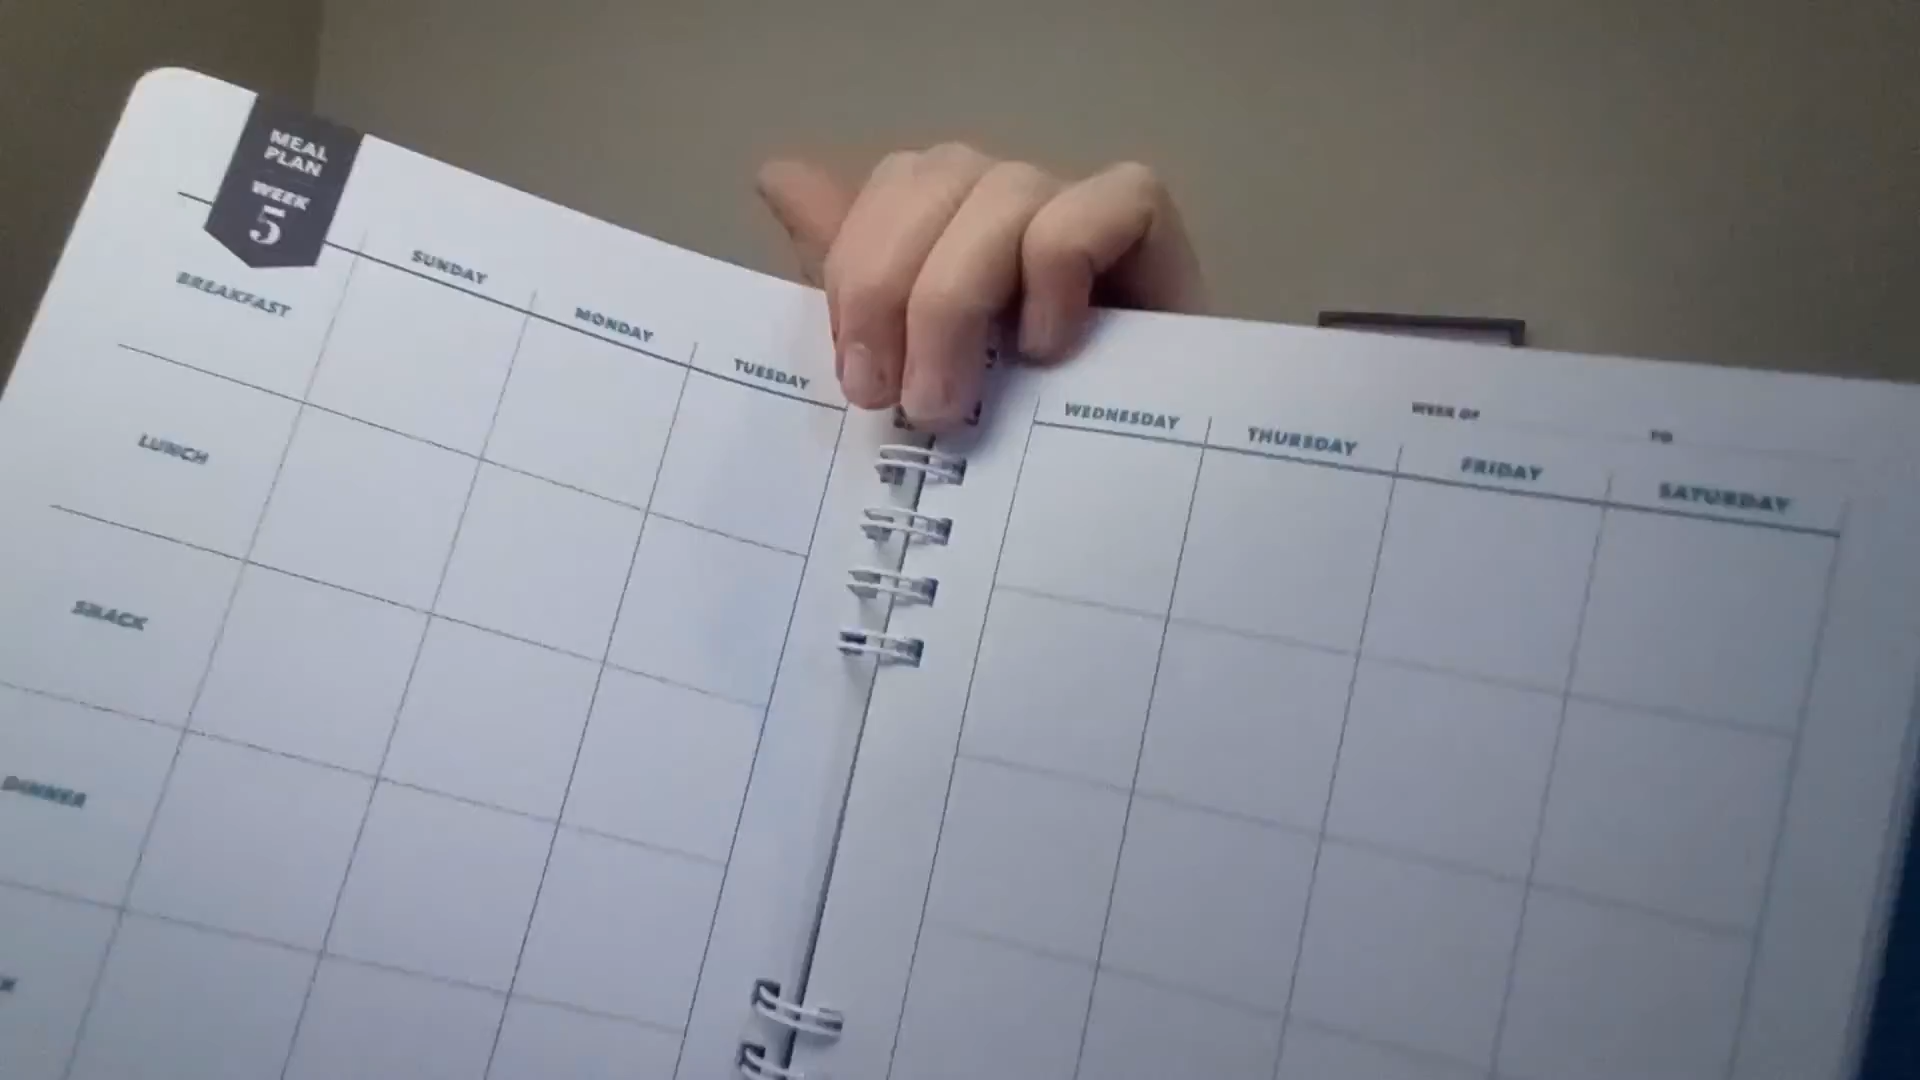 MEAL
PLAN
WEEK
5
SUNDAY
MONDAY
TUESDAY
WEDNESDAY
THURSDAY
FRIDAY
SATURDAY
WEEK OF
TO
BREAKFAST
LUNCH
SNACK
DINNER